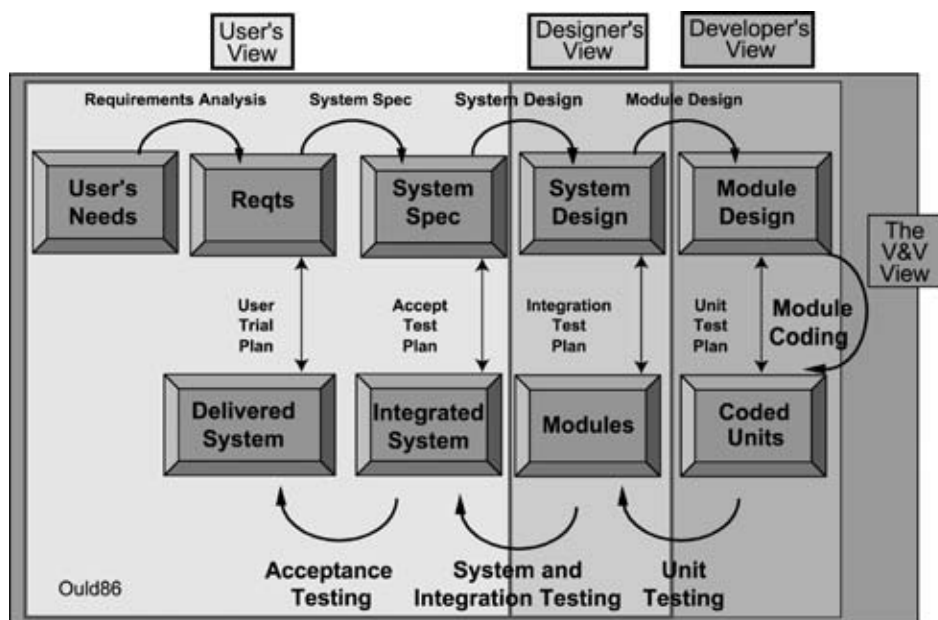 User's
View
Designer's
View
Developer's
View
Requirements Analysis
System Spec
System Design
Module Design
User's
Needs
Reqts
System
Spec
System
Design
Module
Design
The
V&V
View
User
Trial
Plan
Accept
Test
Plan
Integration
Test
Plan
Unit
Test
Plan
Module
Coding
Delivered
System
Integrated
System
Modules
Coded
Units
Acceptance
Testing
System and
Integration Testing
Unit
Testing
Ould86